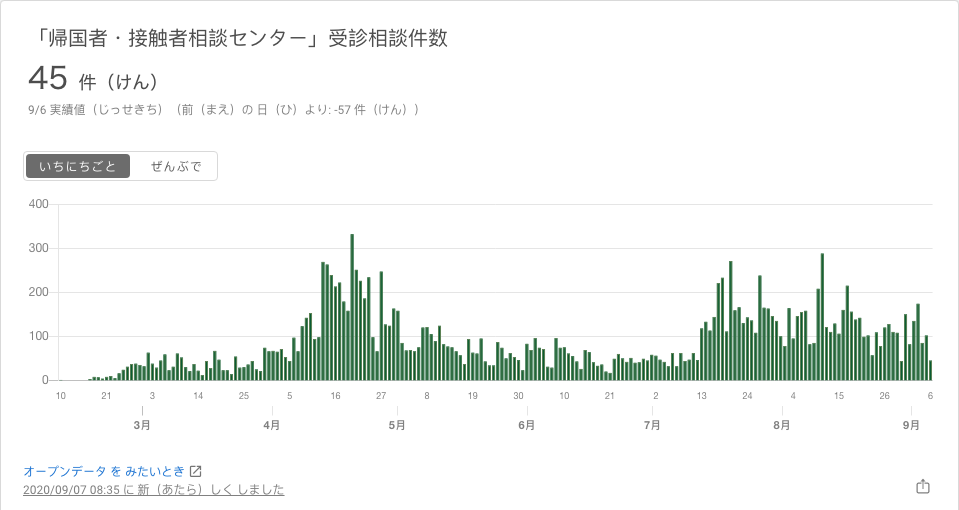 「帰国者・接触者相談センター」受診相談件数
45 件（けん）
9/6 実績値（じっせきち）（前（まえ）の 日（ひ）より: -57 件（けん））
いちにちごと ぜんぶで
400
300
200
100
0
10 21 3 14 25 5 16 27 8 19 30 10 21 2 13 24 4 15 26 6
3月 4月 5月 6月 7月 8月 9月
オープンデータ を みたいとき
2020/09/07 08:35 に 新（あたら）しく しました